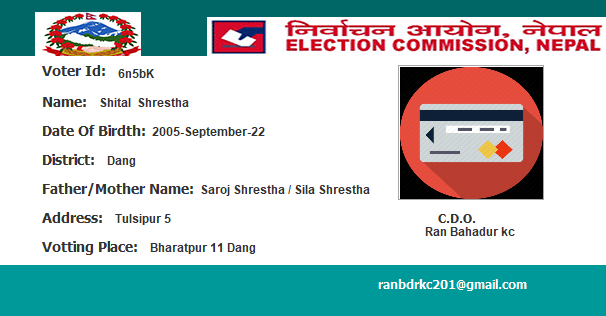 निर्वाचन आयोग, नेपाल
ELECTION COMMISSION, NEPAL
Voter Id: 6n5bK
Name: Shital Shrestha
Date Of Birdth: 2005-September-22
District: Dang
Father/Mother Name: Saroj Shrestha / Sila Shrestha
Address: Tulsipur 5
Votting Place: Bharatpur 11 Dang
C.D.O.
Ran Bahadur kc
ranbdrkc201@gmail.com